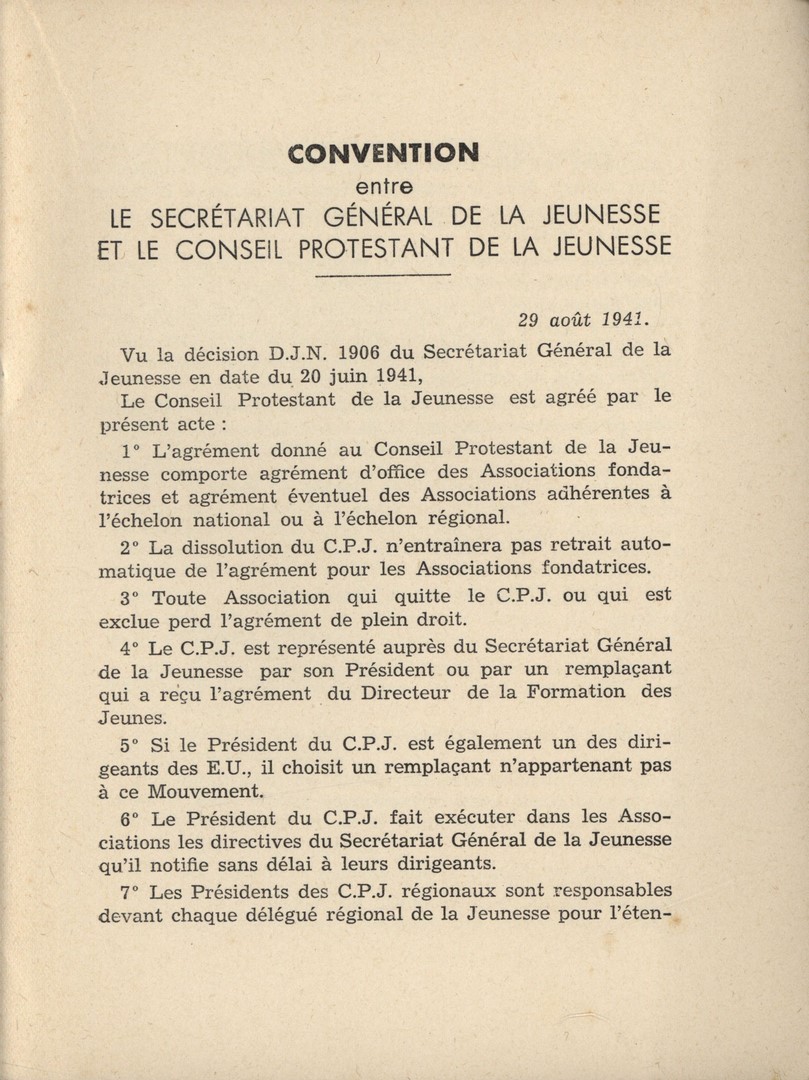 CONVENTION
entre
LE SECRÉTARIAT GÉNÉRAL DE LA JEUNESSE
ET LE CONSEIL PROTESTANT DE LA JEUNESSE
29 août 1941.
Vu la décision D.J.N. 1906 du Secrétariat Général de la
Jeunesse en date du 20 juin 1941,
Le Conseil Protestant de la Jeunesse est agréé par le
présent acte :
1° L'agrément donné au Conseil Protestant de la Jeu-
nesse comporte agrément d'office des Associations fonda-
trices et agrément éventuel des Associations adhérentes à
l'échelon national ou à l'échelon régional.
2° La dissolution du C.P.J. n'entraînera pas retrait auto-
matique de l'agrément pour les Associations fondatrices.
3° Toute Association qui quitte le C.P.J. ou qui est
exclue perd l'agrément de plein droit.
4° Le C.P.J. est représenté auprès du Secrétariat Général
de la Jeunesse par son Président ou par un remplaçant
qui a reçu l'agrément du Directeur de la Formation des
Jeunes.
5° Si le Président du C.P.J. est également un des diri-
geants des E.U., il choisit un remplaçant n'appartenant pas
à ce Mouvement.
6° Le Président du C.P.J. fait exécuter dans les Asso-
ciations les directives du Secrétariat Général de la Jeunesse
qu'il notifie sans délai à leurs dirigeants.
7° Les Présidents des C.P.J. régionaux sont responsables
devant chaque délégué régional de la Jeunesse pour l'éten-